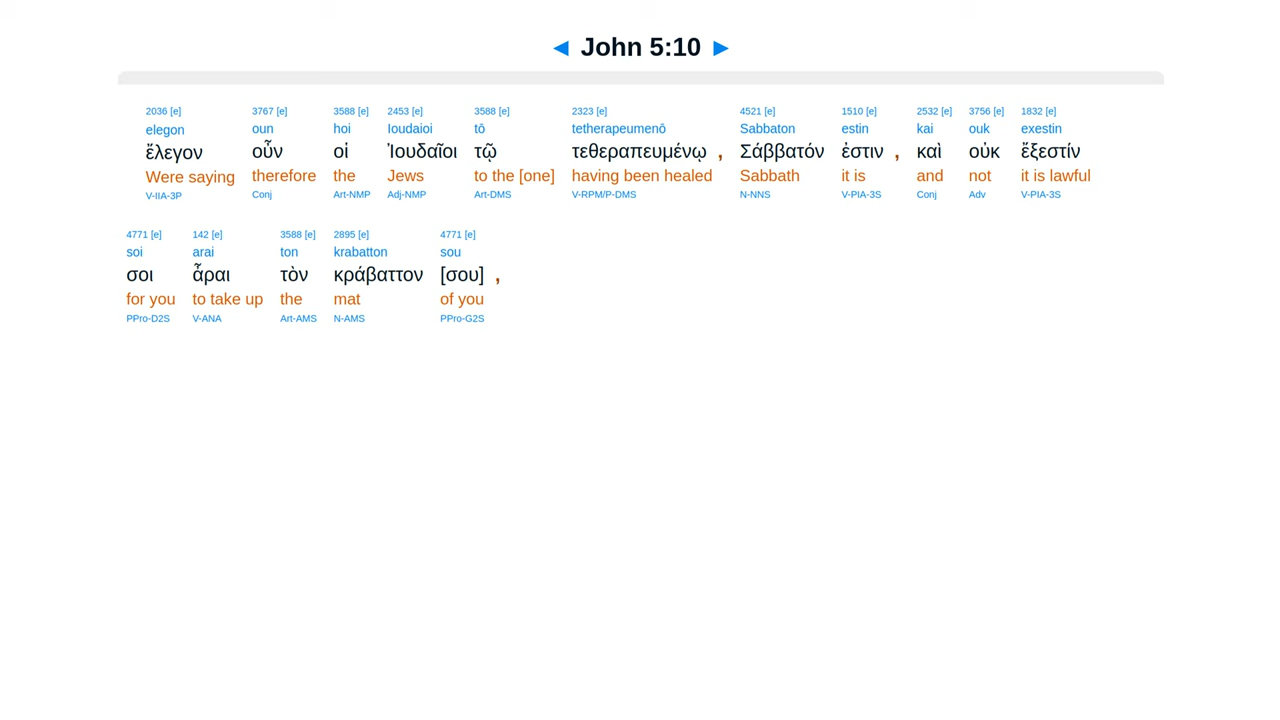 ◄ John 5:10 ►
2036 [e] 3767 [e] 3588 [e] 2453 [e] 3588 [e] 2323 [e] 4521 [e] 1510 [e] 2532 [e] 3756 [e] 1832 [e]
elegon oun hoi Ioudaioi tō tetherapeumenō Sabbaton estin kai ouk exestin
ἔλεγον οὖν οἱ Ἰουδαῖοι τῷ τεθεραπευμένῳ , Σάββατόν ἐστιν , καὶ οὐκ ἔξεστίν
Were saying therefore the Jews to the [one] having been healed Sabbath it is and not it is lawful
V-IIA-3P Conj Art-NMP Adj-NMP Art-DMS V-RPM/P-DMS N-NNS V-PIA-3S Conj Adv V-PIA-3S
4771 [e] 142 [e] 3588 [e] 2895 [e] 4771 [e]
soi arai ton krabatton sou
σοι ἆραι τὸν κράβαττον [σου] ,
for you to take up the mat of you
PPro-D2S V-ANA Art-AMS N-AMS PPro-G2S